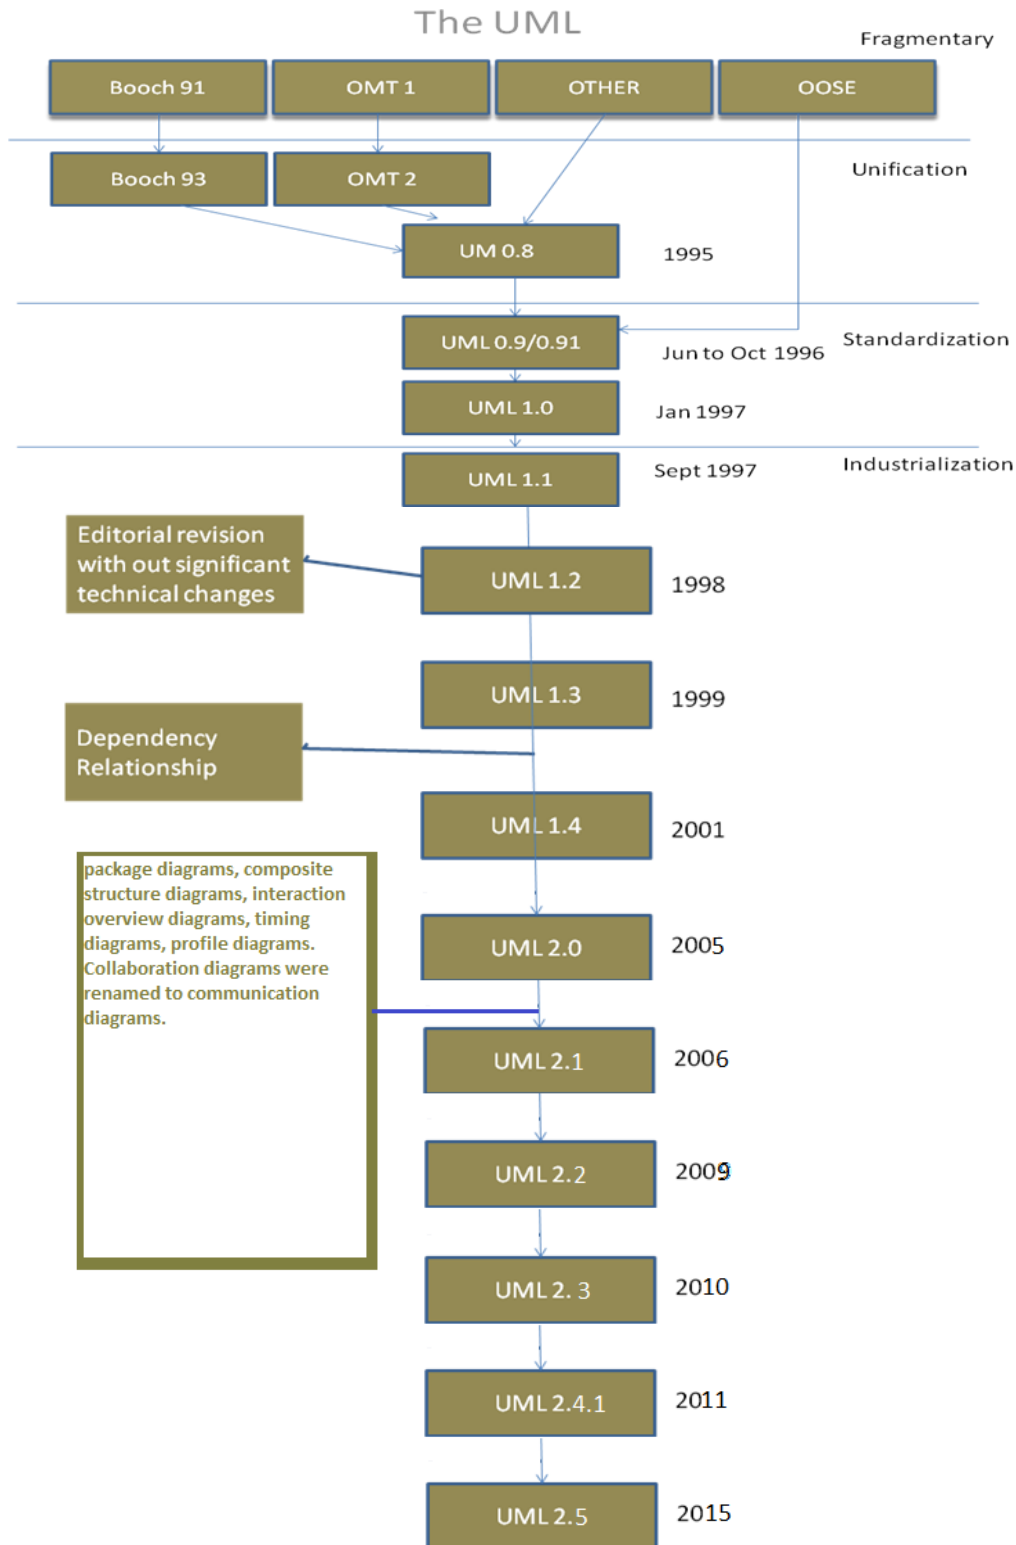 The UML
Fragmentary
Booch 91
OMT 1
OTHER
OOSE
Unification
Booch 93
OMT 2
UM 0.8
1995
UML 0.9/0.91
Jun to Oct 1996
Standardization
UML 1.0
Jan 1997
UML 1.1
Sept 1997
Industrialization
Editorial revision
with out significant
technical changes
UML 1.2
1998
UML 1.3
1999
Dependency
Relationship
UML 1.4
2001
package diagrams, composite
structure diagrams, interaction
overview diagrams, timing
diagrams, profile diagrams.
Collaboration diagrams were
renamed to communication
diagrams.
UML 2.0
2005
UML 2.1
2006
UML 2.2
2009
UML 2. 3
2010
UML 2.4.1
2011
UML 2.5
2015